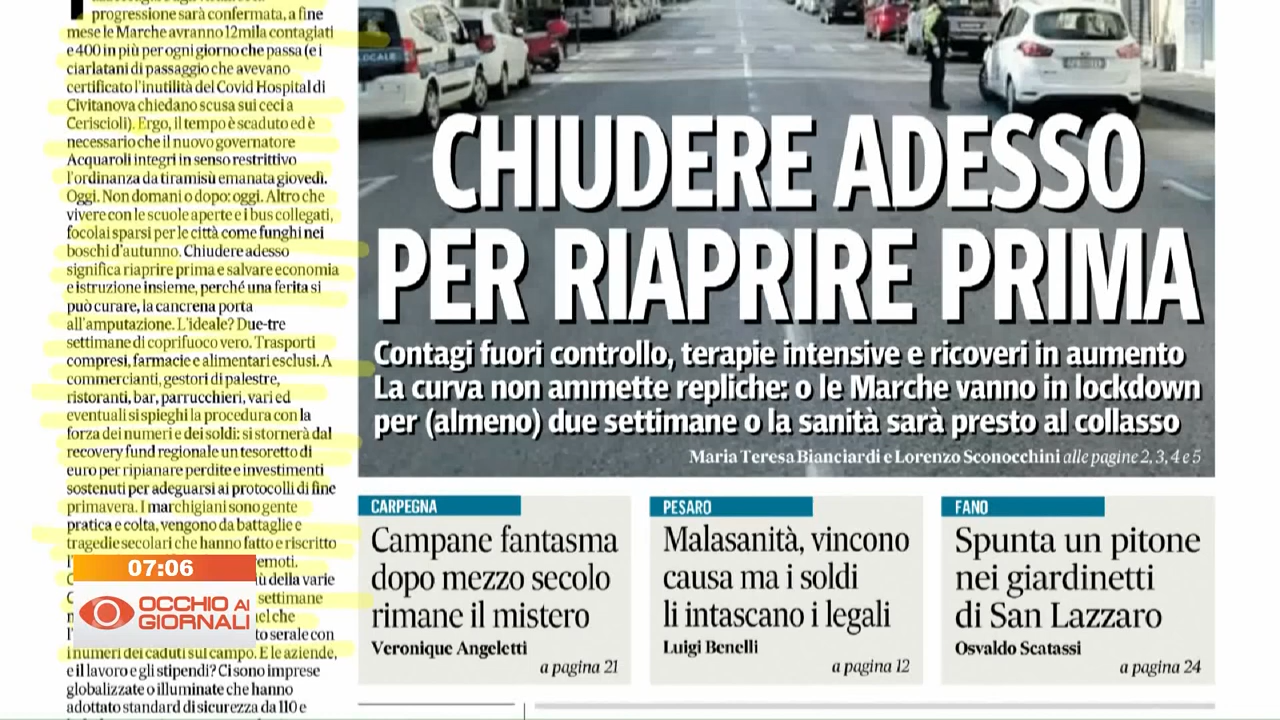 progressione sarà confermata, a fine
mese le Marche avranno 12mila contagiati
e 400 in più per ogni giorno che passa (e i
ciarlatani di passaggio che avevano
certificato l'inutilità del Covid Hospital di
Civitanova chiedano scusa sui ceci a
Ceriscioli). Ergo, il tempo è scaduto ed è
necessario che il nuovo governatore
Acquaroli integri in senso restrittivo
l'ordinanza da tiramisù emanata giovedì.
Oggi. Non domani o dopo: oggi. Altro che
vivere con le scuole aperte e i bus collegati,
focolai sparsi per le città come funghi nei
boschi d'autunno. Chiudere adesso
significa riaprire prima e salvare economia
e istruzione insieme, perché una ferita si
può curare, la cancrena porta
all'amputazione. L'ideale? Due-tre
settimane di coprifuoco vero. Trasporti
compresi, farmacie e alimentari esclusi. A
commercianti, gestori di palestre,
ristoranti, bar, parrucchieri, vari ed
eventuali si spieghi la procedura con la
forza dei numeri e dei soldi: si stornerà dal
recovery fund regionale un tesoretto di
euro per ripianare perdite e investimenti
sostenuti per adeguarsi ai protocolli di fine
primavera. I marchigiani sono gente
pratica e colta, vengono da battaglie e
tragedie secolari che hanno fatto e riscritto
emoti.
ù della varie
settimane
to serale con
i numeri dei caduti sul campo. E le aziende,
e il lavoro e gli stipendi? Ci sono imprese
globalizzate o illuminate che hanno
adottato standard di sicurezza da 110 e
07:06
OCCHIO AI
GIORNALI
LOCALE
CHIUDERE ADESSO
PER RIAPRIRE PRIMA
Contagi fuori controllo, terapie intensive e ricoveri in aumento
La curva non ammette repliche: o le Marche vanno in lockdown
per (almeno) due settimane o la sanità sarà presto al collasso
Maria Teresa Bianciardi e Lorenzo Sconocchini alle pagine 2, 3, 4 e 5
CARPEGNA
Campane fantasma
dopo mezzo secolo
rimane il mistero
Veronique Angeletti
a pagina 21
PESARO
Malasanità, vincono
causa ma i soldi
li intascano i legali
Luigi Benelli
a pagina 12
FANO
Spunta un pitone
nei giardinetti
di San Lazzaro
Osvaldo Scatassi
a pagina 24